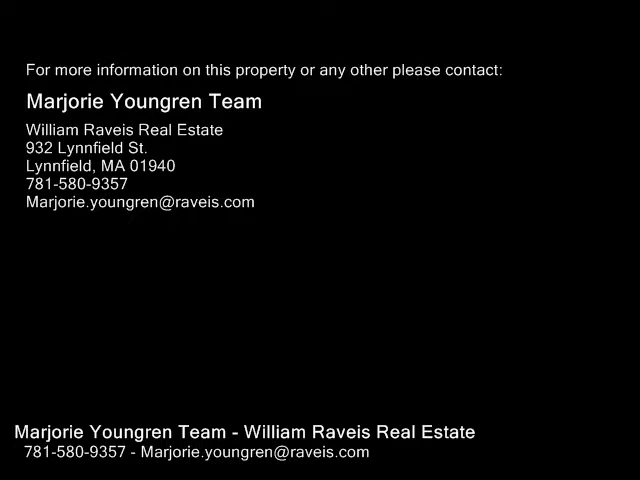 For more information on this property or any other please contact:
Marjorie Youngren Team
William Raveis Real Estate
932 Lynnfield St.
Lynnfield, MA 01940
781-580-9357
Marjorie.youngren@raveis.com
Marjorie Youngren Team - William Raveis Real Estate
781-580-9357 - Marjorie.youngren@raveis.com